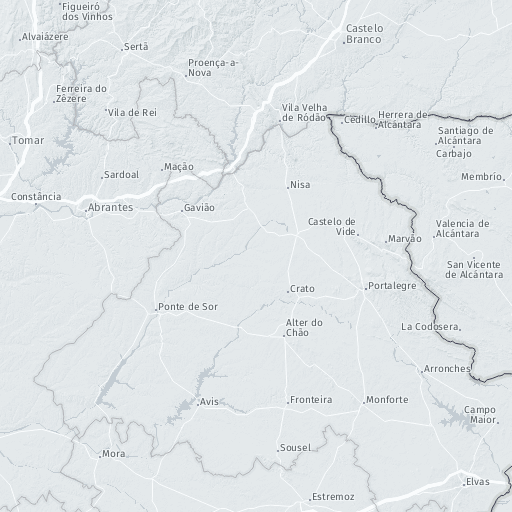 Figueiró
dos Vinhos
Alvaiázere
Sertã
Castelo
Branco
Proença-a-
Nova
Ferreira do
Zêzere
Vila de Rei
Vila Velha
de Ródão
Cedillo
Herrera de
Alcántara
Santiago de
Alcántara
Carbajo
Tomar
Mação
Sardoal
Membrío
Nisa
Constância
Abrantes
Gavião
Castelo de
Vide
Marvão
Valencia de
Alcántara
San Vicente
de Alcántara
Crato
Portalegre
Ponte de Sor
Alter do
Chão
La Codosera
Arronches
Avis
Fronteira
Monforte
Campo
Maior
Mora
Sousel
Elvas
Estremoz